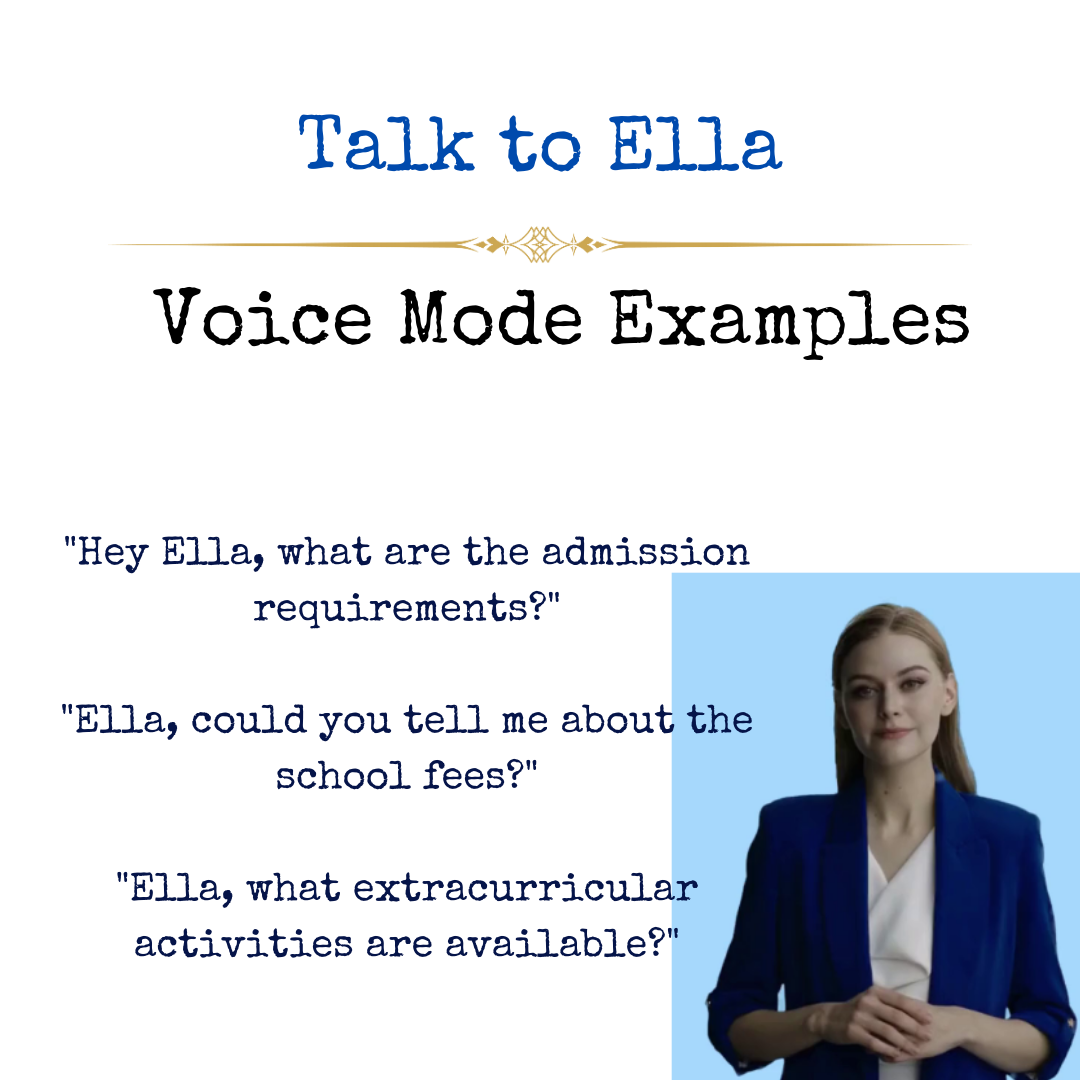 Talk to Ella
Voice Mode Examples
"Hey Ella, what are the admission
requirements?"
"Ella, could you tell me about the
school fees?"
"Ella, what extracurricular
activities are available?"